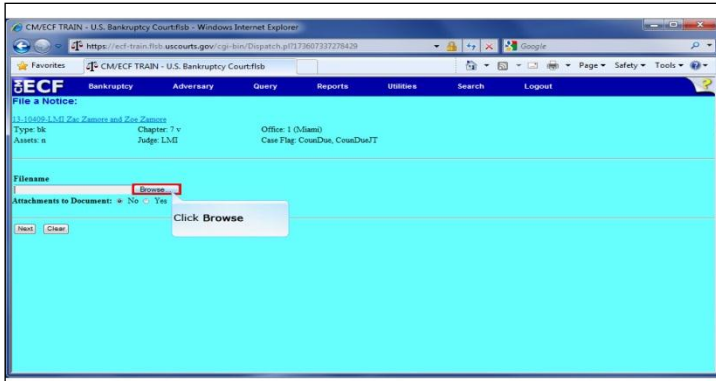 CM/ECF TRAIN - U.S. Bankruptcy Court:flsb - Windows Internet Explorer
https://ecf-train.flsb.uscourts.gov/cgi-bin/Dispatch.pl?173607337278429
Google
Favorites CM/ECF TRAIN - U.S. Bankruptcy Court:flsb Page Safety Tools
ECF Bankruptcy Adversary Query Reports Utilities Search Logout ?
File a Notice:
13-10409-LMI Zac Zamore and Zoe Zamore
Type: bk Chapter: 7 v Office: 1 (Miami)
Assets: n Judge: LMI Case Flag: CounDue, CounDueJT
Filename
Browse...
Attachments to Document: No Yes
Click Browse
Next Clear